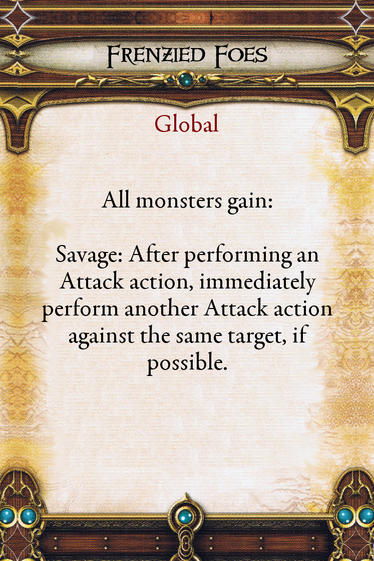 Frenzied Foes
Global
All monsters gain:
Savage: After performing an
Attack action, immediately
perform another Attack action
against the same target, if
possible.